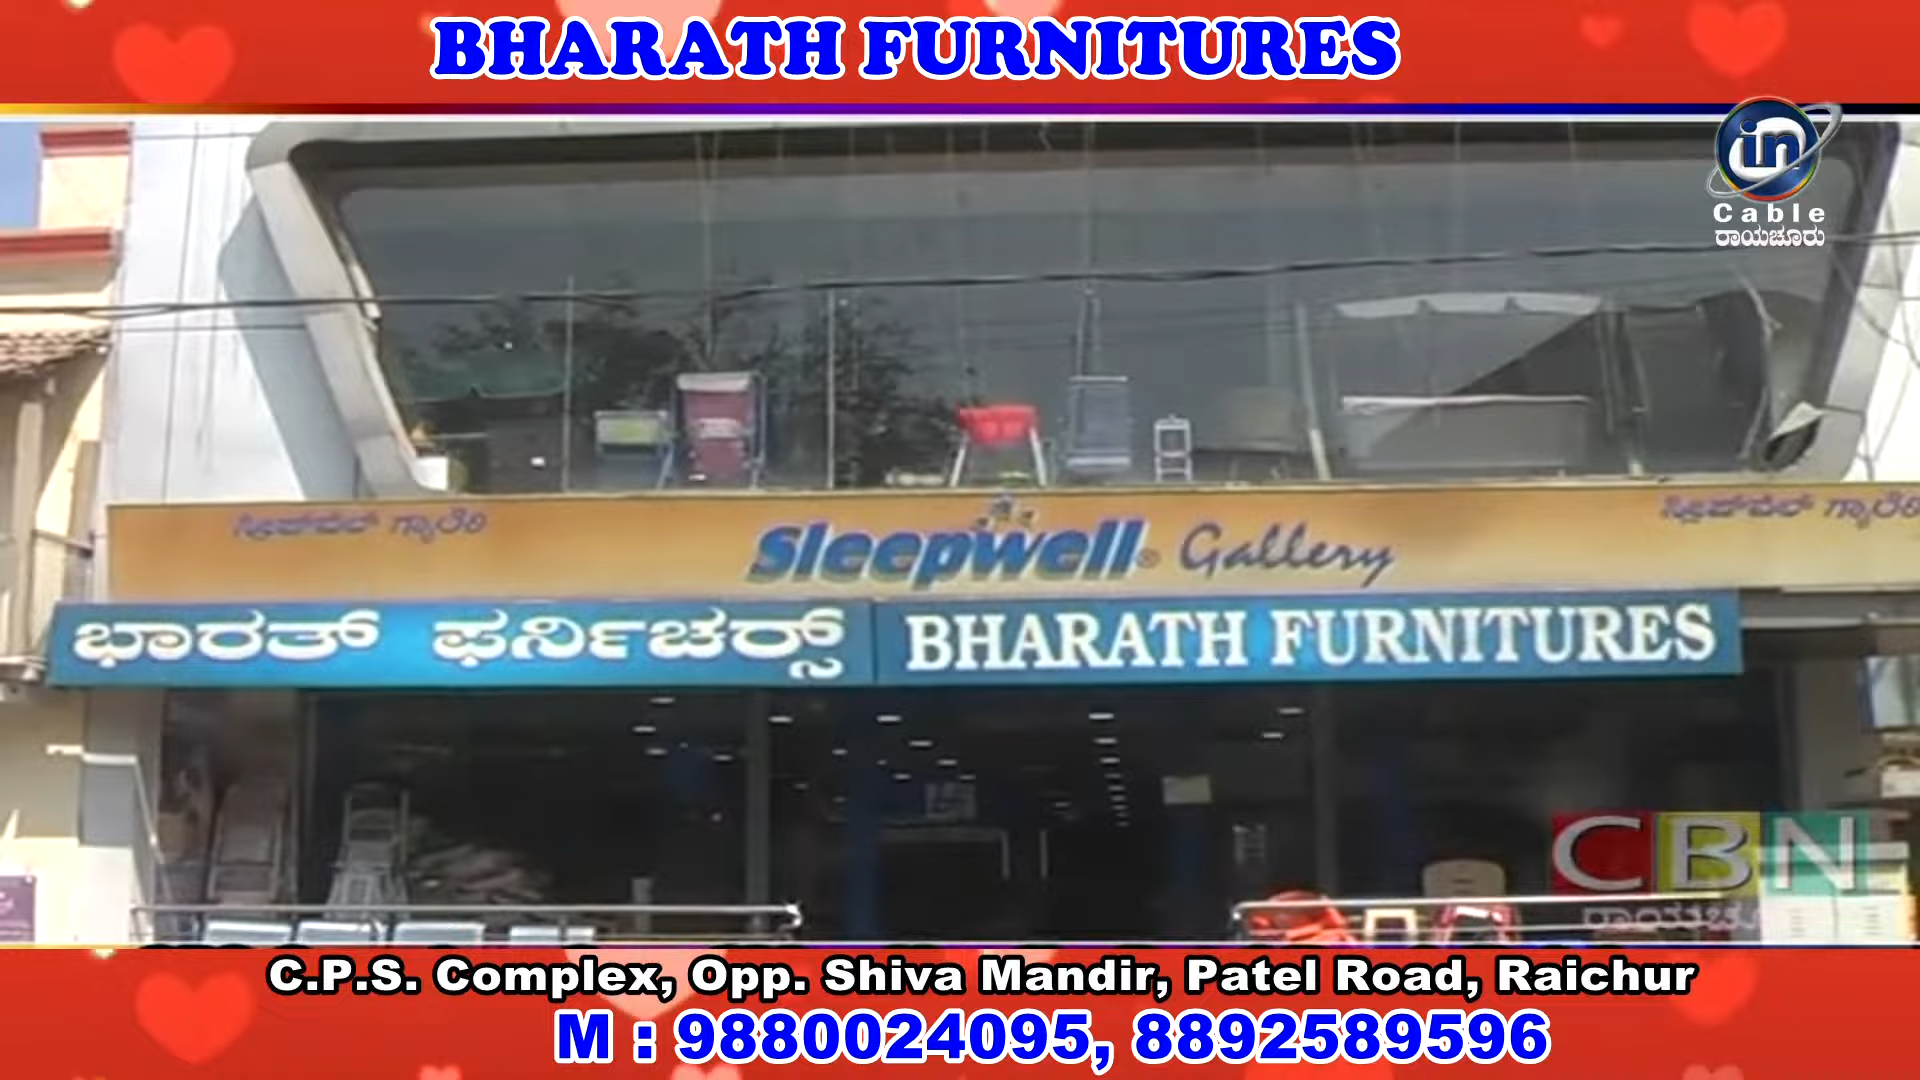 BHARATH FURNITURES
in
Cable
ರಾಯಚೂರು
ಸ್ಲೀಪ್‌ವೆಲ್ ಗ್ಯಾಲೆರಿ
Sleepwell® Gallery
ಸ್ಲೀಪ್‌ವೆಲ್ ಗ್ಯಾಲೆರಿ
ಭಾರತ್ ಫರ್ನಿಚರ್ಸ್
BHARATH FURNITURES
CBN
C.P.S. Complex, Opp. Shiva Mandir, Patel Road, Raichur
M : 9880024095, 8892589596